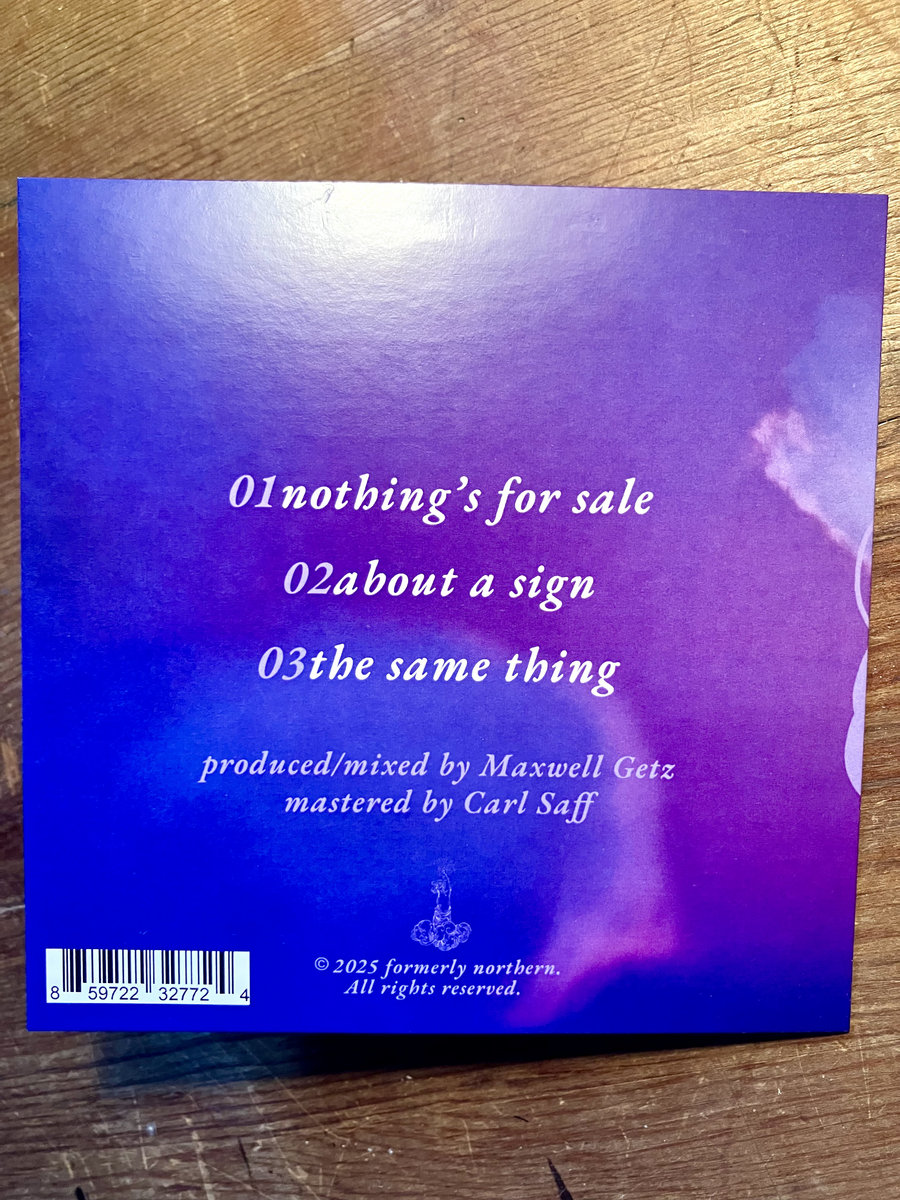 01nothing's for sale
02about a sign
03the same thing
produced/mixed by Maxwell Getz
mastered by Carl Saff
© 2025 formerly northern.
All rights reserved.
8 59722 32772 4